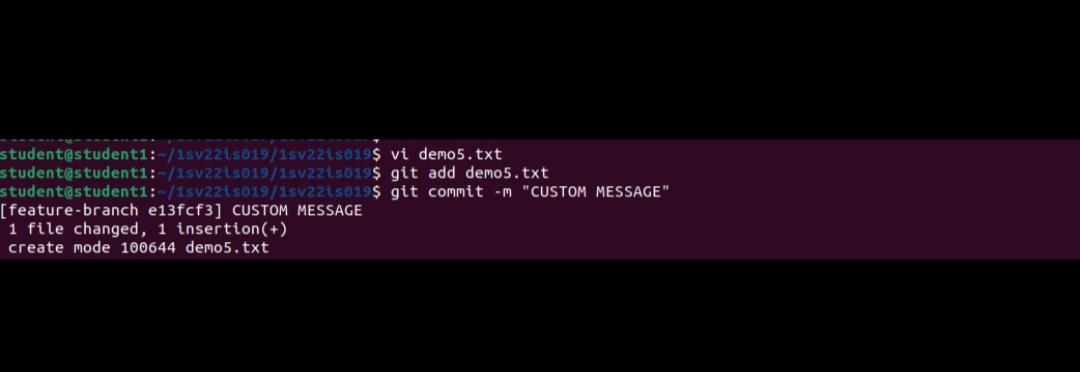 student@student1:~/1sv22is019/1sv22is019$ vi demo5.txt
student@student1:~/1sv22is019/1sv22is019$ git add demo5.txt
student@student1:~/1sv22is019/1sv22is019$ git commit -m "CUSTOM MESSAGE"
[feature-branch e13fcf3] CUSTOM MESSAGE
 1 file changed, 1 insertion(+)
 create mode 100644 demo5.txt